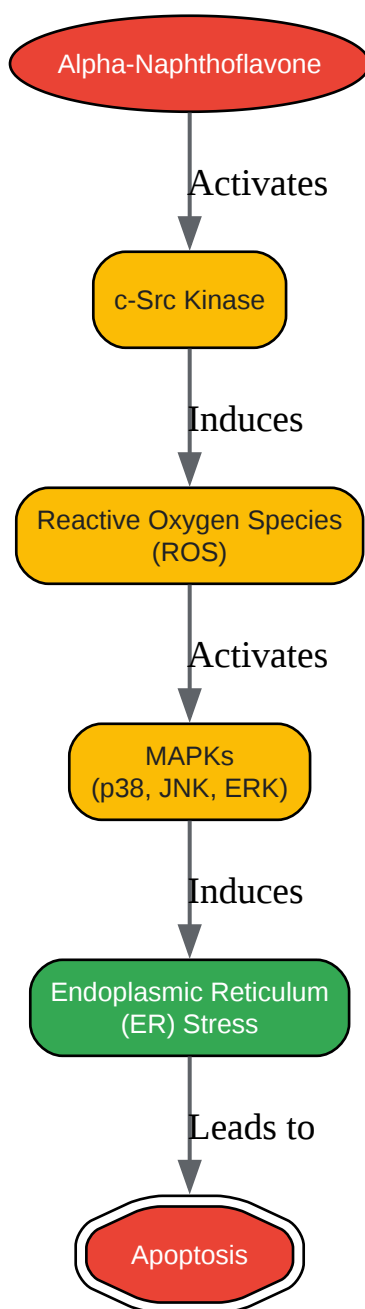 Alpha-Naphthoflavone
Activates
c-Src Kinase
Induces
Reactive Oxygen Species
(ROS)
Activates
MAPKs
(p38, JNK, ERK)
Induces
Endoplasmic Reticulum
(ER) Stress
Leads to
Apoptosis